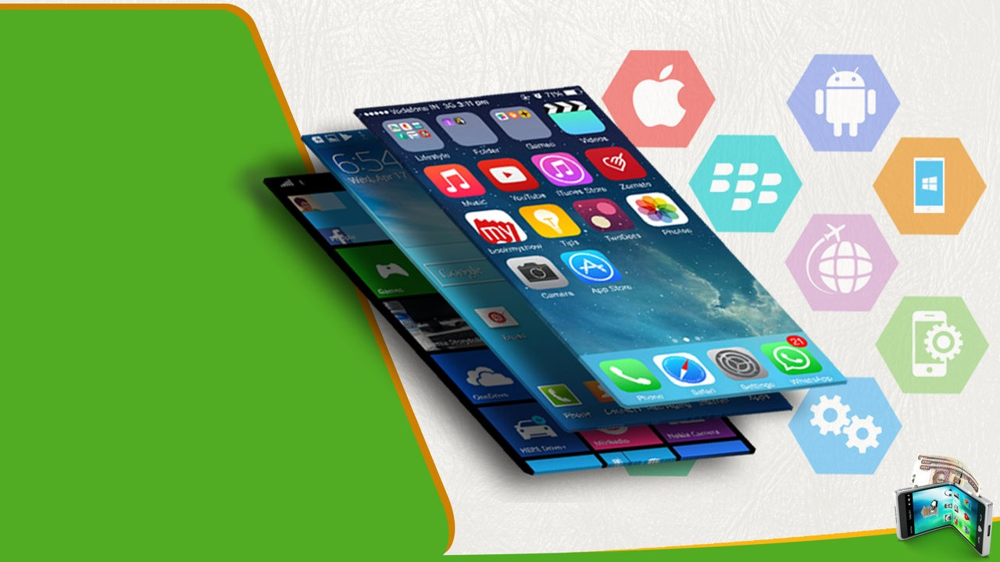 Vodafone IN 3G 3:11 pm 71%
Lifestyle Folder Games Videos
Music YouTube iTunes Store Zomato
my
bookmyshow Tips TwoDots Photos
Camera App Store
21
Phone Safari Settings WhatsApp
6:54
Wed, Apr 17
Google
Email
Phone
Apps
Games
OneDrive
HERE Drive+
Nokia Camera